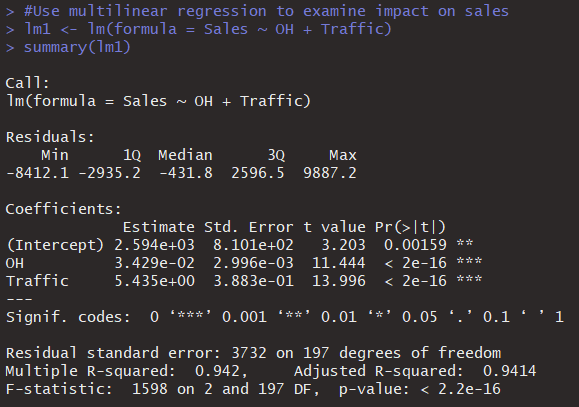 > #Use multilinear regression to examine impact on sales
> lm1 <- lm(formula = Sales ~ OH + Traffic)
> summary(lm1)

Call:
lm(formula = Sales ~ OH + Traffic)

Residuals:
    Min      1Q  Median      3Q     Max
-8412.1 -2935.2  -431.8  2596.5  9887.2

Coefficients:
             Estimate Std. Error t value Pr(>|t|)
(Intercept) 2.594e+03  8.101e+02   3.203  0.00159 **
OH          3.429e-02  2.996e-03  11.444  < 2e-16 ***
Traffic     5.435e+00  3.883e-01  13.996  < 2e-16 ***
---
Signif. codes:  0 ‘***’ 0.001 ‘**’ 0.01 ‘*’ 0.05 ‘.’ 0.1 ‘ ’ 1

Residual standard error: 3732 on 197 degrees of freedom
Multiple R-squared:  0.942,	Adjusted R-squared:  0.9414
F-statistic:  1598 on 2 and 197 DF,  p-value: < 2.2e-16